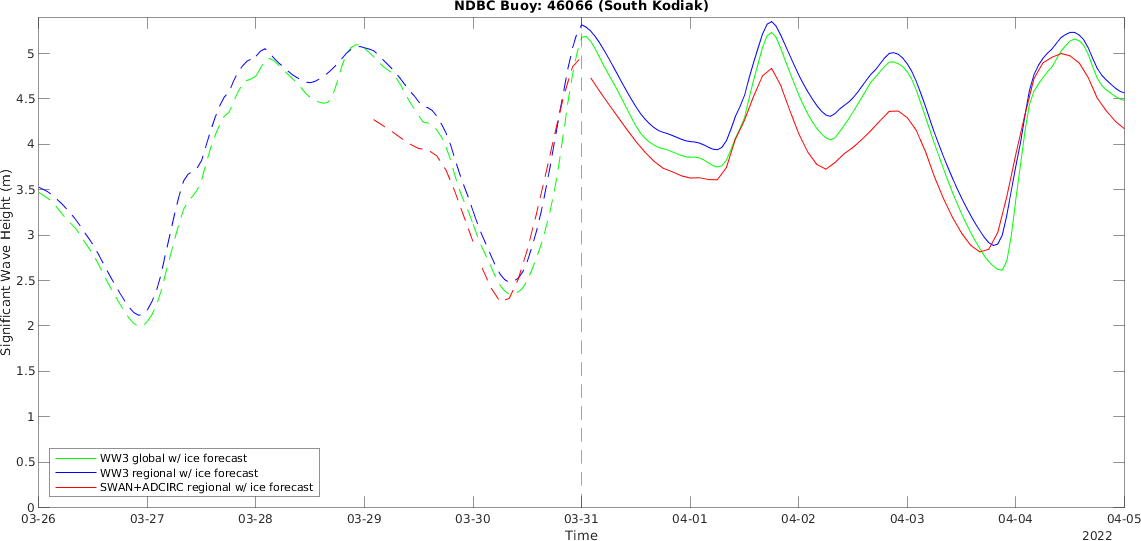 NDBC Buoy: 46066 (South Kodiak)
Significant Wave Height (m)
5
4.5
4
3.5
3
2.5
2
1.5
1
0.5
0
WW3 global w/ ice forecast
WW3 regional w/ ice forecast
SWAN+ADCIRC regional w/ ice forecast
03-26 03-27 03-28 03-29 03-30 03-31 04-01 04-02 04-03 04-04 04-05
Time 2022